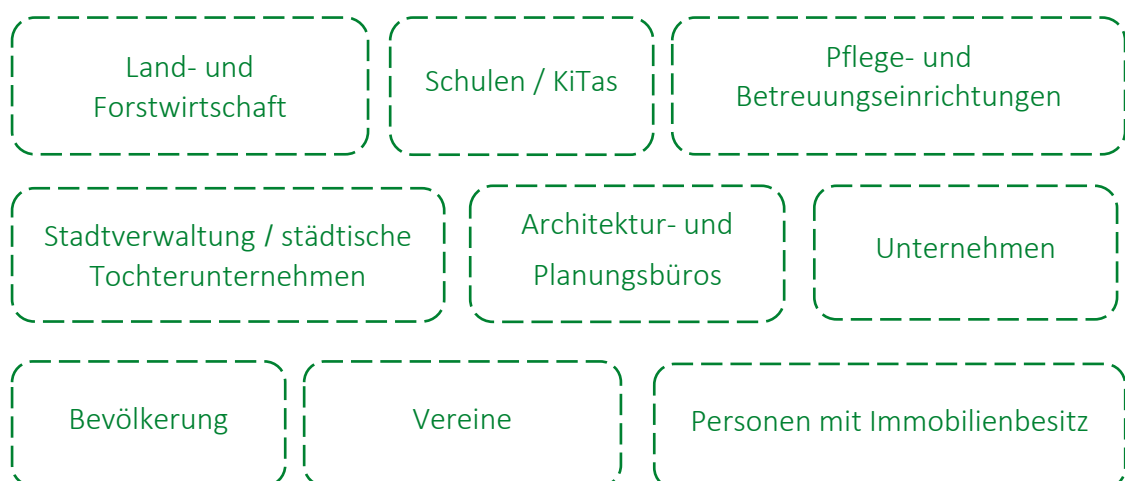 Land- und
Forstwirtschaft
Schulen / KiTas
Pflege- und
Betreuungseinrichtungen
Stadtverwaltung / städtische
Tochterunternehmen
Architektur- und
Planungsbüros
Unternehmen
Bevölkerung
Vereine
Personen mit Immobilienbesitz